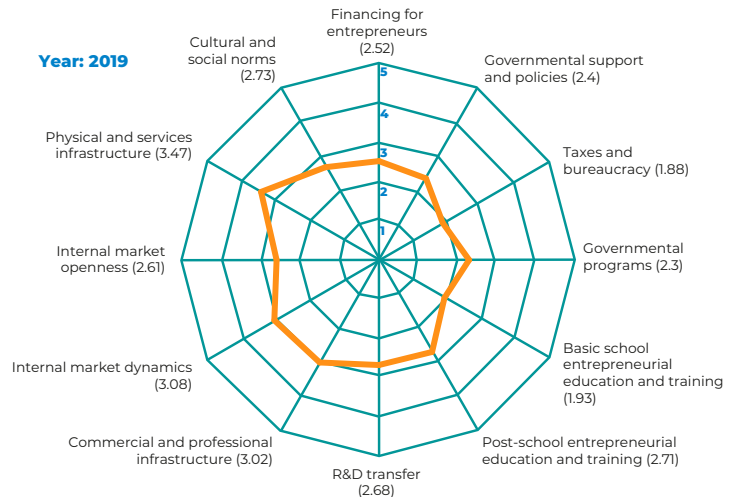 Year: 2019
Financing for
entrepreneurs
(2.52)
Governmental support
and policies (2.4)
Taxes and
bureaucracy (1.88)
Governmental
programs (2.3)
Basic school
entrepreneurial
education and training
(1.93)
Post-school entrepreneurial
education and training (2.71)
R&D transfer
(2.68)
Commercial and professional
infrastructure (3.02)
Internal market dynamics
(3.08)
Internal market
openness (2.61)
Physical and services
infrastructure (3.47)
Cultural and
social norms
(2.73)
5
4
3
2
1